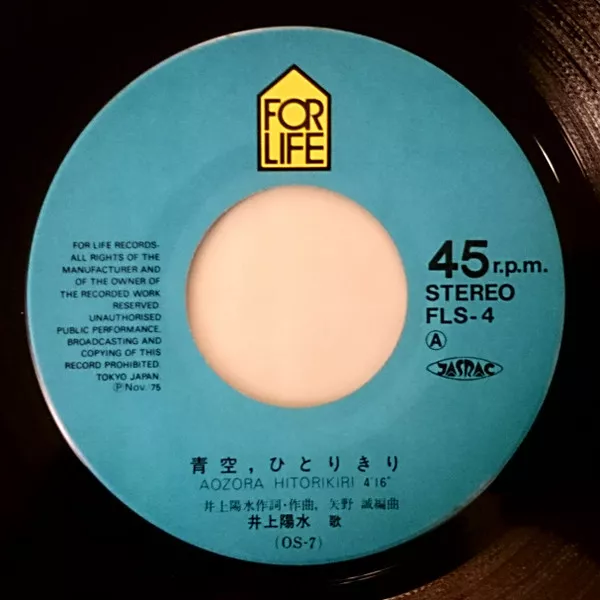 FOR
LIFE
FOR LIFE RECORDS-
ALL RIGHTS OF THE
MANUFACTURER AND
OF THE OWNER OF
THE RECORDED WORK
RESERVED.
UNAUTHORISED
PUBLIC PERFORMANCE,
BROADCASTING AND
COPYING OF THIS
RECORD PROHIBITED.
TOKYO JAPAN.
Ⓟ Nov. 75
45 r.p.m.
STEREO
FLS-4
Ⓐ
JASRAC
青空,ひとりきり
AOZORA HITORIKIRI 4'16"
井上陽水作詞・作曲,矢野 誠編曲
井上陽水 歌
(OS-7)